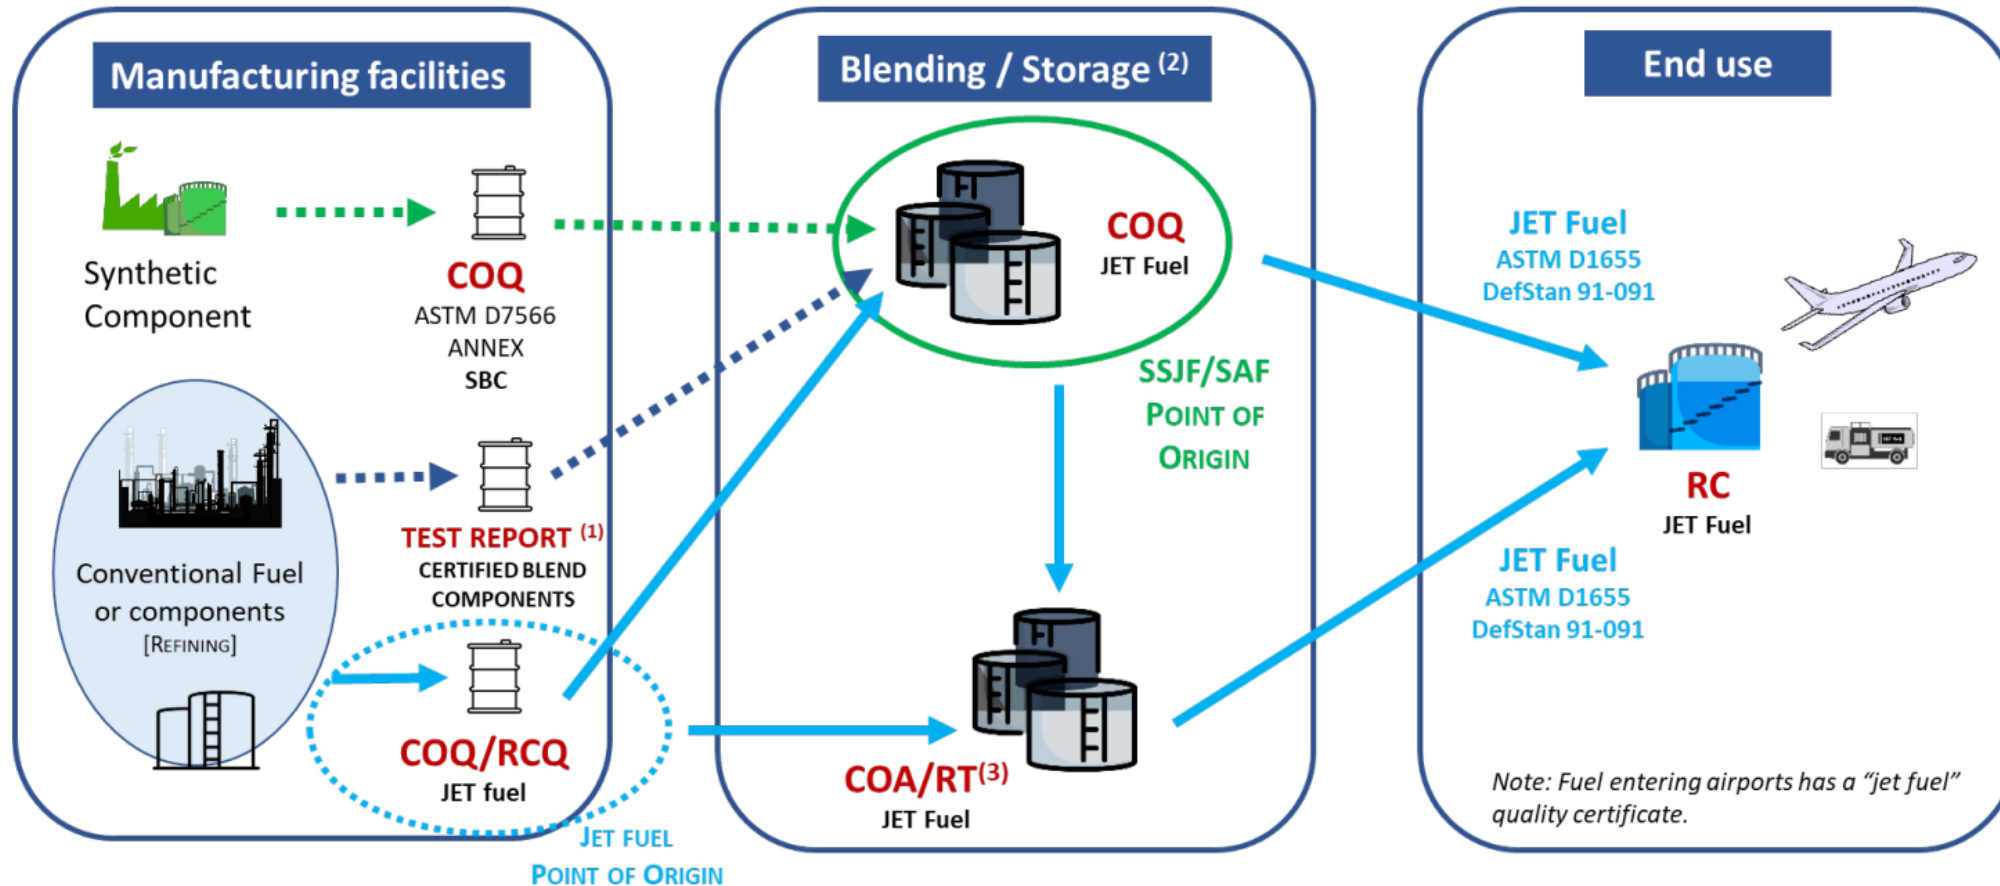 Manufacturing facilities
Synthetic
Component
COQ
ASTM D7566
ANNEX
SBC
Conventional Fuel
or components
[REFINING]
TEST REPORT (1)
CERTIFIED BLEND
COMPONENTS
COQ/RCQ
JET fuel
JET FUEL
POINT OF ORIGIN
Blending / Storage (2)
COQ
JET Fuel
SSJF/SAF
POINT OF
ORIGIN
COA/RT(3)
JET Fuel
End use
JET Fuel
ASTM D1655
DefStan 91-091
RC
JET Fuel
JET Fuel
ASTM D1655
DefStan 91-091
Note: Fuel entering airports has a “jet fuel”
quality certificate.